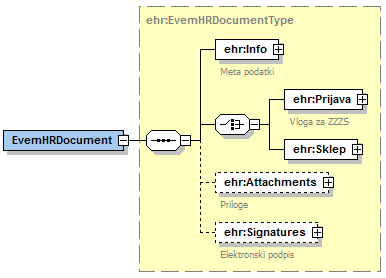 ehr:EvemHRDocumentType
ehr:Info
Meta podatki
ehr:Prijava
Vloga za ZZZS
EvemHRDocument
ehr:Sklep
ehr:Attachments
Priloge
ehr:Signatures
Elektronski podpis